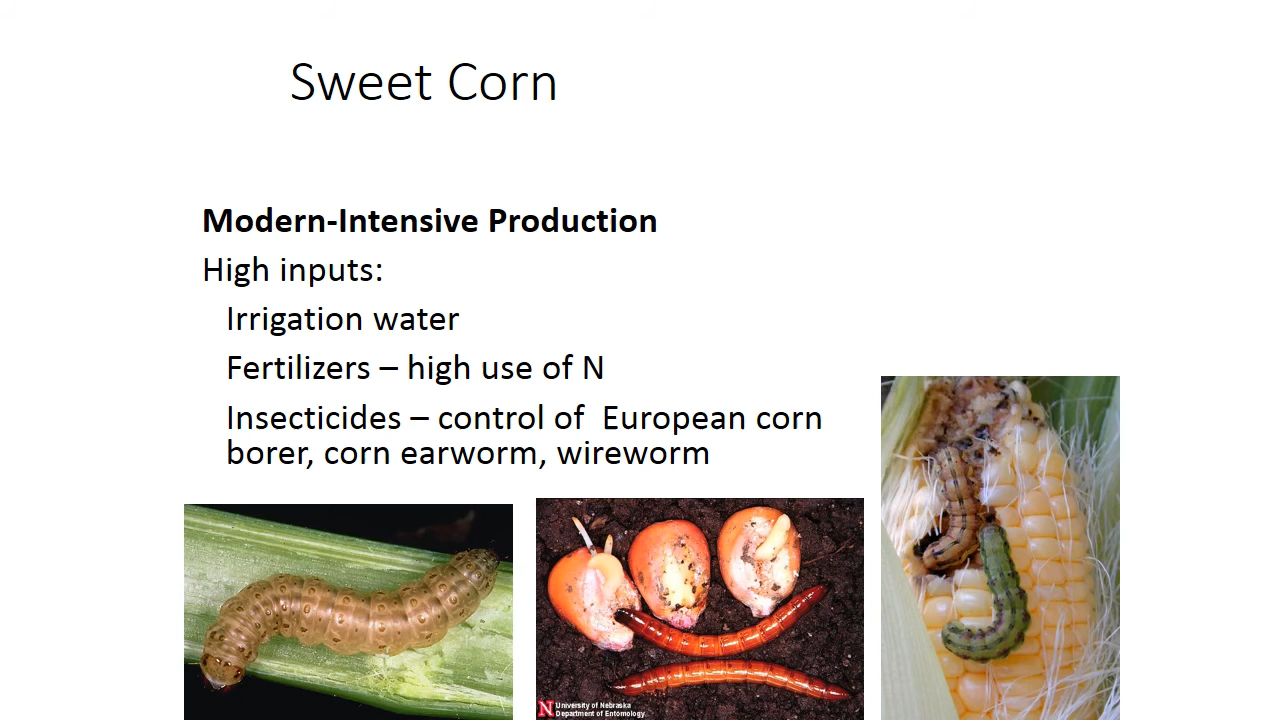 Sweet Corn
Modern-Intensive Production
High inputs:
Irrigation water
Fertilizers – high use of N
Insecticides – control of  European corn
borer, corn earworm, wireworm
N University of Nebraska
Department of Entomology